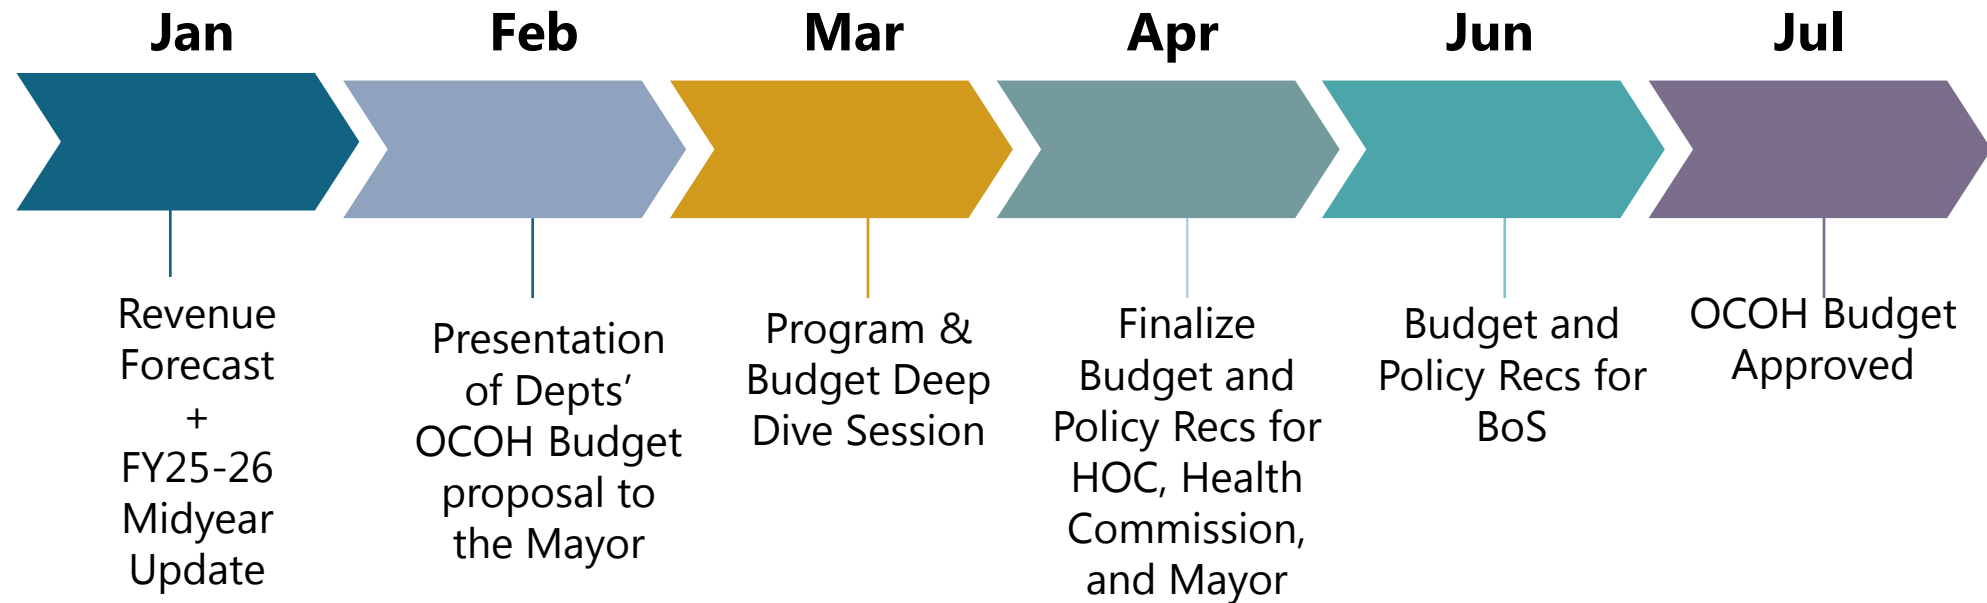 Jan
Feb
Mar
Apr
Jun
Jul
Revenue
Forecast
+
FY25-26
Midyear
Update
Presentation
of Depts’
OCOH Budget
proposal to
the Mayor
Program &
Budget Deep
Dive Session
Finalize
Budget and
Policy Recs for
HOC, Health
Commission,
and Mayor
Budget and
Policy Recs for
BoS
OCOH Budget
Approved